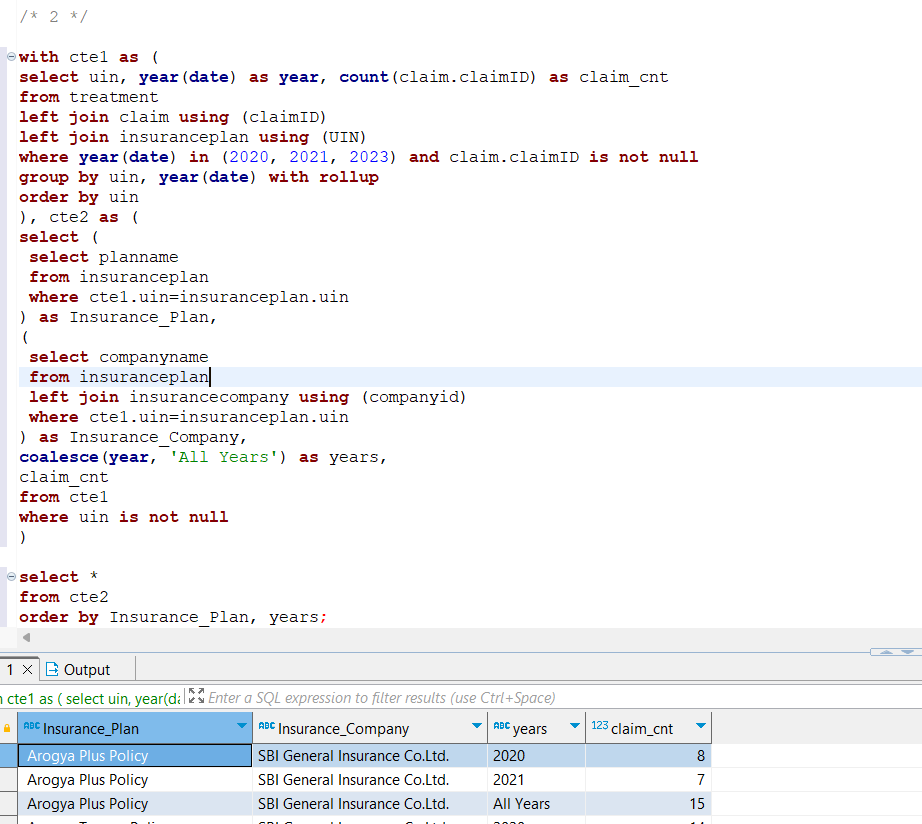 /* 2 */
with cte1 as (
select uin, year(date) as year, count(claim.claimID) as claim_cnt
from treatment
left join claim using (claimID)
left join insuranceplan using (UIN)
where year(date) in (2020, 2021, 2023) and claim.claimID is not null
group by uin, year(date) with rollup
order by uin
), cte2 as (
select (
select planname
from insuranceplan
where cte1.uin=insuranceplan.uin
) as Insurance_Plan,
(
select companyname
from insuranceplan
left join insurancecompany using (companyid)
where cte1.uin=insuranceplan.uin
) as Insurance_Company,
coalesce(year, 'All Years') as years,
claim_cnt
from cte1
where uin is not null
)
select *
from cte2
order by Insurance_Plan, years;
1 Output
cte1 as ( select uin, year(da Enter a SQL expression to filter results (use Ctrl+Space)
ABC Insurance_Plan ABC Insurance_Company ABC years 123 claim_cnt
Arogya Plus Policy SBI General Insurance Co.Ltd. 2020 8
Arogya Plus Policy SBI General Insurance Co.Ltd. 2021 7
Arogya Plus Policy SBI General Insurance Co.Ltd. All Years 15